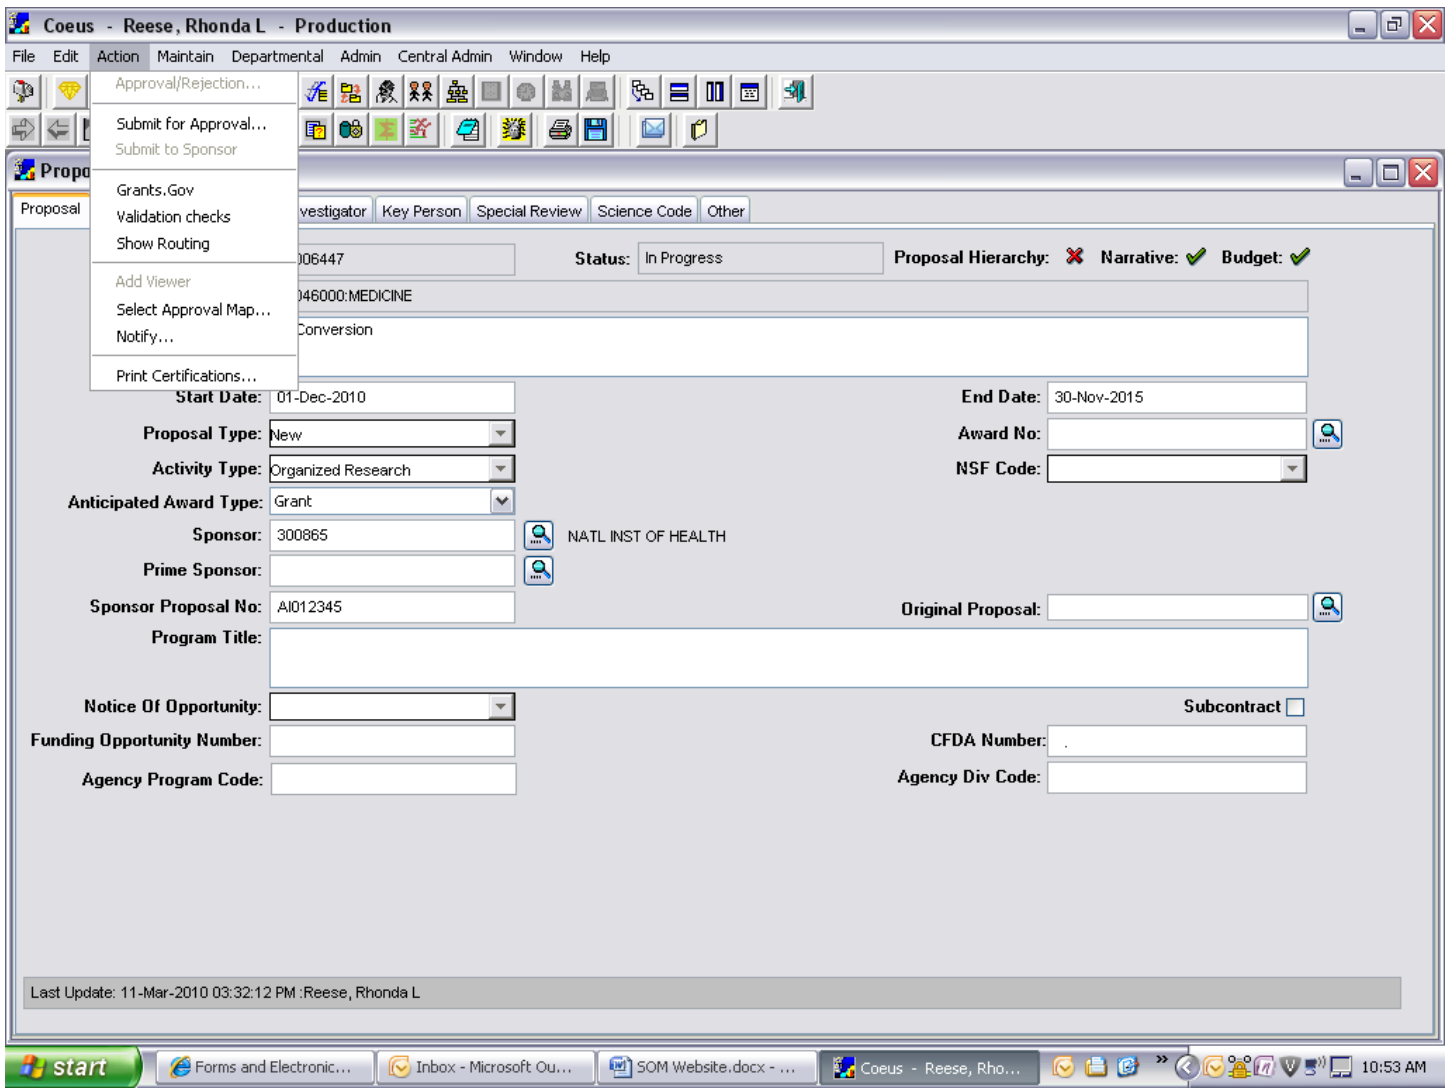 Coeus - Reese, Rhonda L - Production
File Edit Action Maintain Departmental Admin Central Admin Window Help
Approval/Rejection...
Submit for Approval...
Submit to Sponsor
Grants.Gov
Validation checks
Show Routing
Add Viewer
Select Approval Map...
Notify...
Print Certifications...
Propo
Proposal vestigator Key Person Special Review Science Code Other
006447 Status: In Progress Proposal Hierarchy: Narrative: Budget:
046000:MEDICINE
Conversion
Start Date: 01-Dec-2010 End Date: 30-Nov-2015
Proposal Type: New Award No:
Activity Type: Organized Research NSF Code:
Anticipated Award Type: Grant
Sponsor: 300865 NATL INST OF HEALTH
Prime Sponsor:
Sponsor Proposal No: AI012345 Original Proposal:
Program Title:
Notice Of Opportunity: Subcontract
Funding Opportunity Number: CFDA Number: .
Agency Program Code: Agency Div Code:
Last Update: 11-Mar-2010 03:32:12 PM :Reese, Rhonda L
start Forms and Electronic... Inbox - Microsoft Ou... SOM Website.docx - ... Coeus - Reese, Rho... 10:53 AM